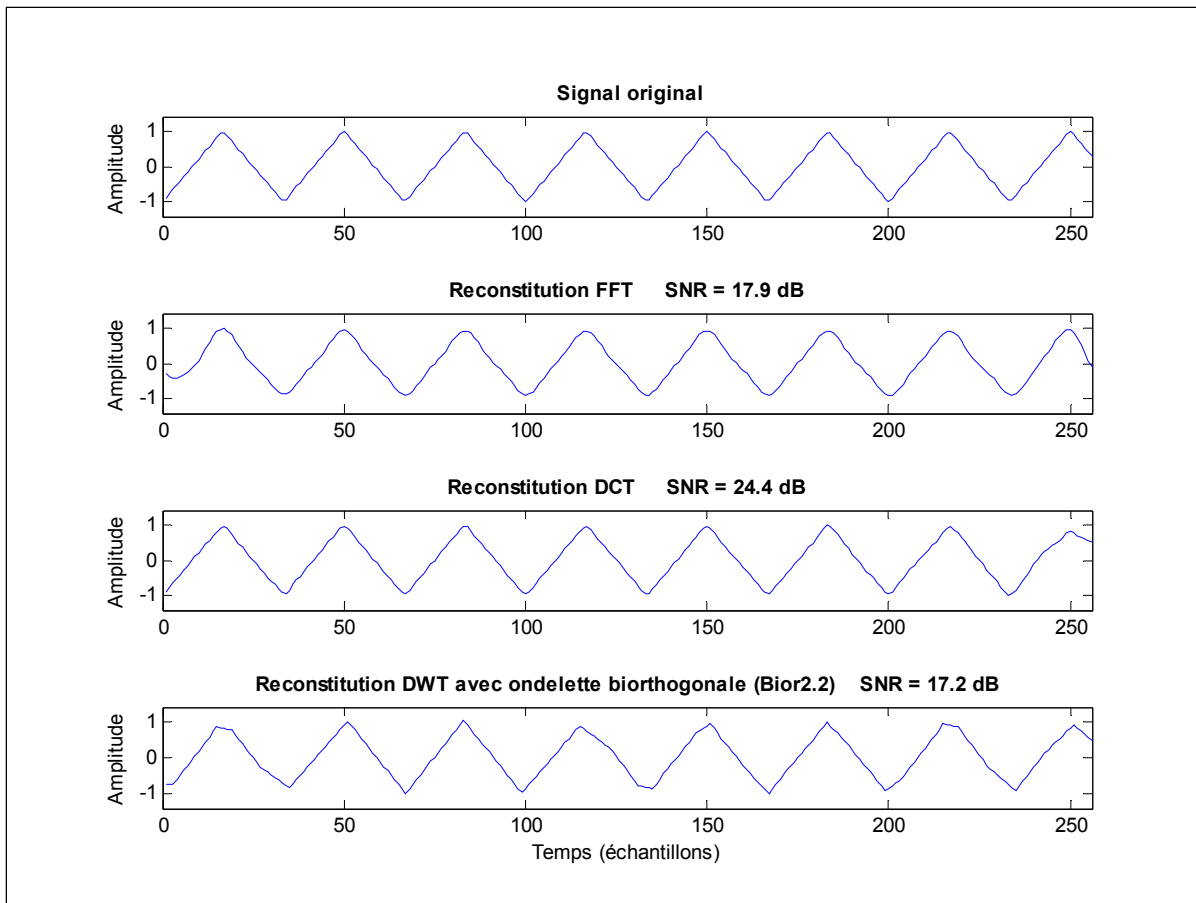 Signal original
Amplitude
1
0
-1
0 50 100 150 200 250
Reconstitution FFT SNR = 17.9 dB
Amplitude
1
0
-1
0 50 100 150 200 250
Reconstitution DCT SNR = 24.4 dB
Amplitude
1
0
-1
0 50 100 150 200 250
Reconstitution DWT avec ondelette biorthogonale (Bior2.2) SNR = 17.2 dB
Amplitude
1
0
-1
0 50 100 150 200 250
Temps (échantillons)